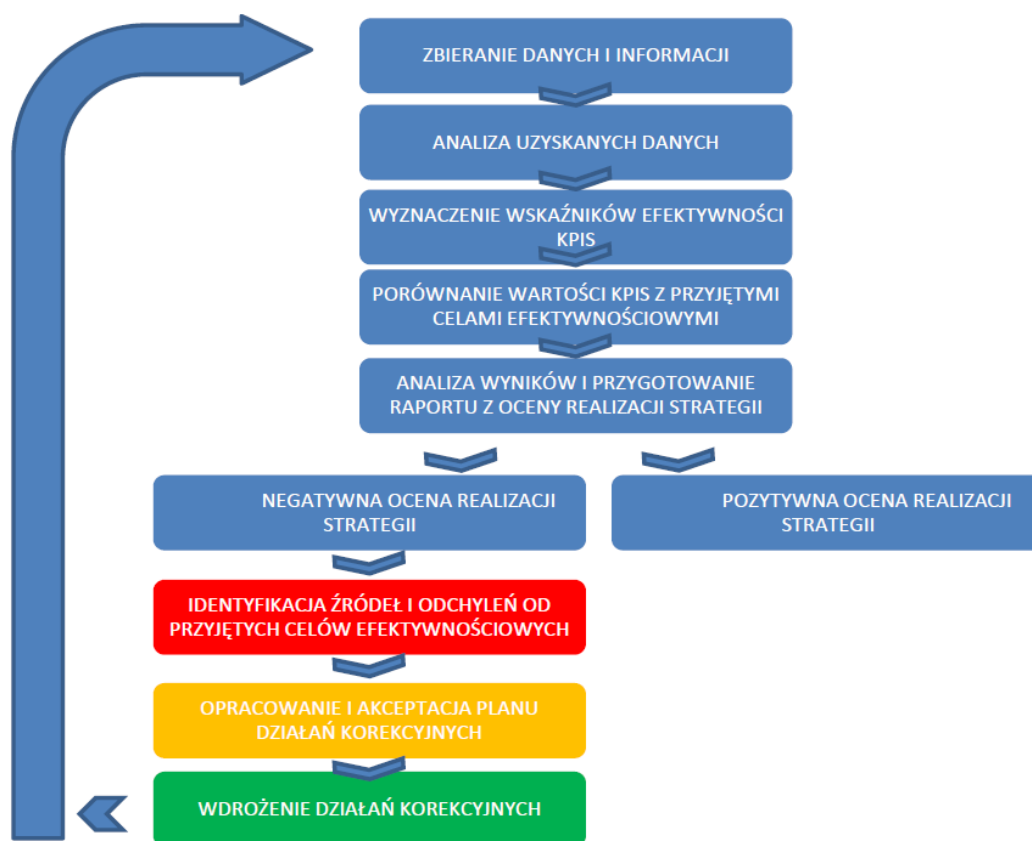 ZBIERANIE DANYCH I INFORMACJI
ANALIZA UZYSKANYCH DANYCH
WYZNACZENIE WSKAŹNIKÓW EFEKTYWNOŚCI
KPIS
PORÓWNANIE WARTOŚCI KPIS Z PRZYJĘTYMI
CELAMI EFEKTYWNOŚCIOWYMI
ANALIZA WYNIKÓW I PRZYGOTOWANIE
RAPORTU Z OCENY REALIZACJI STRATEGII
NEGATYWNA OCENA REALIZACJI
STRATEGII
POZYTYWNA OCENA REALIZACJI
STRATEGII
IDENTYFIKACJA ŹRÓDEŁ I ODCHYLEŃ OD
PRZYJĘTYCH CELÓW EFEKTYWNOŚCIOWYCH
OPRACOWANIE I AKCEPTACJA PLANU
DZIAŁAŃ KOREKCYJNYCH
WDROŻENIE DZIAŁAŃ KOREKCYJNYCH